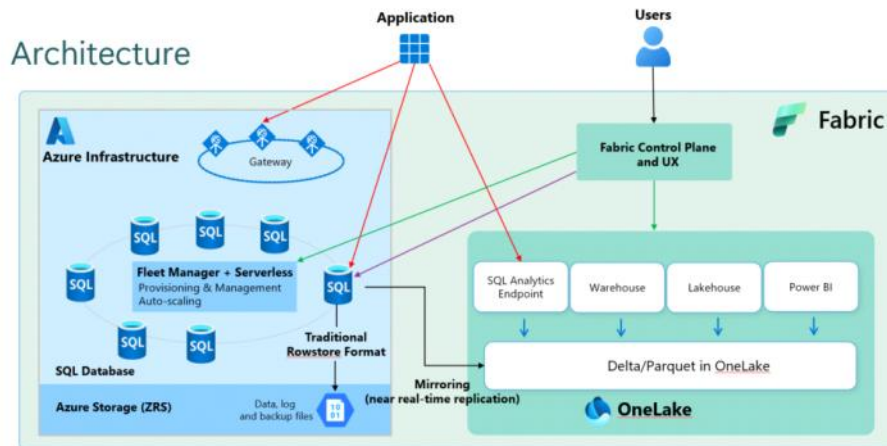 Architecture
Application
Users
Azure Infrastructure
Gateway
Fabric Control Plane
and UX
Fabric
SQL
SQL
SQL
SQL
SQL
SQL
SQL
Fleet Manager + Serverless
Provisioning & Management
Auto-scaling
SQL Analytics
Endpoint
Warehouse
Lakehouse
Power BI
Traditional
Rowstore Format
SQL Database
Delta/Parquet in OneLake
Mirroring
(near real-time replication)
Azure Storage (ZRS)
Data, log
and backup files
10
01
OneLake